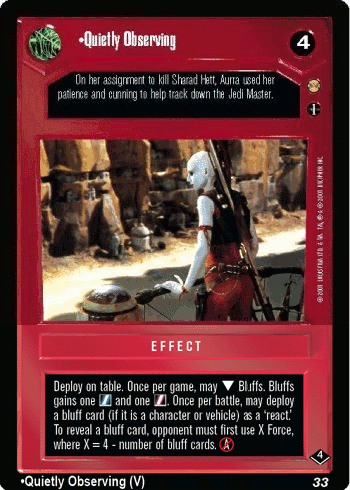 •Quietly Observing
4
On her assignment to kill Sharad Hett, Aurra used her
patience and cunning to help track down the Jedi Master.
EFFECT
Deploy on table. Once per game, may ▼ Bluffs. Bluffs
gains one and one . Once per battle, may deploy
a bluff card (if it is a character or vehicle) as a 'react.'
To reveal a bluff card, opponent must first use X Force,
where X = 4 - number of bluff cards. A
4
•Quietly Observing (V)
33